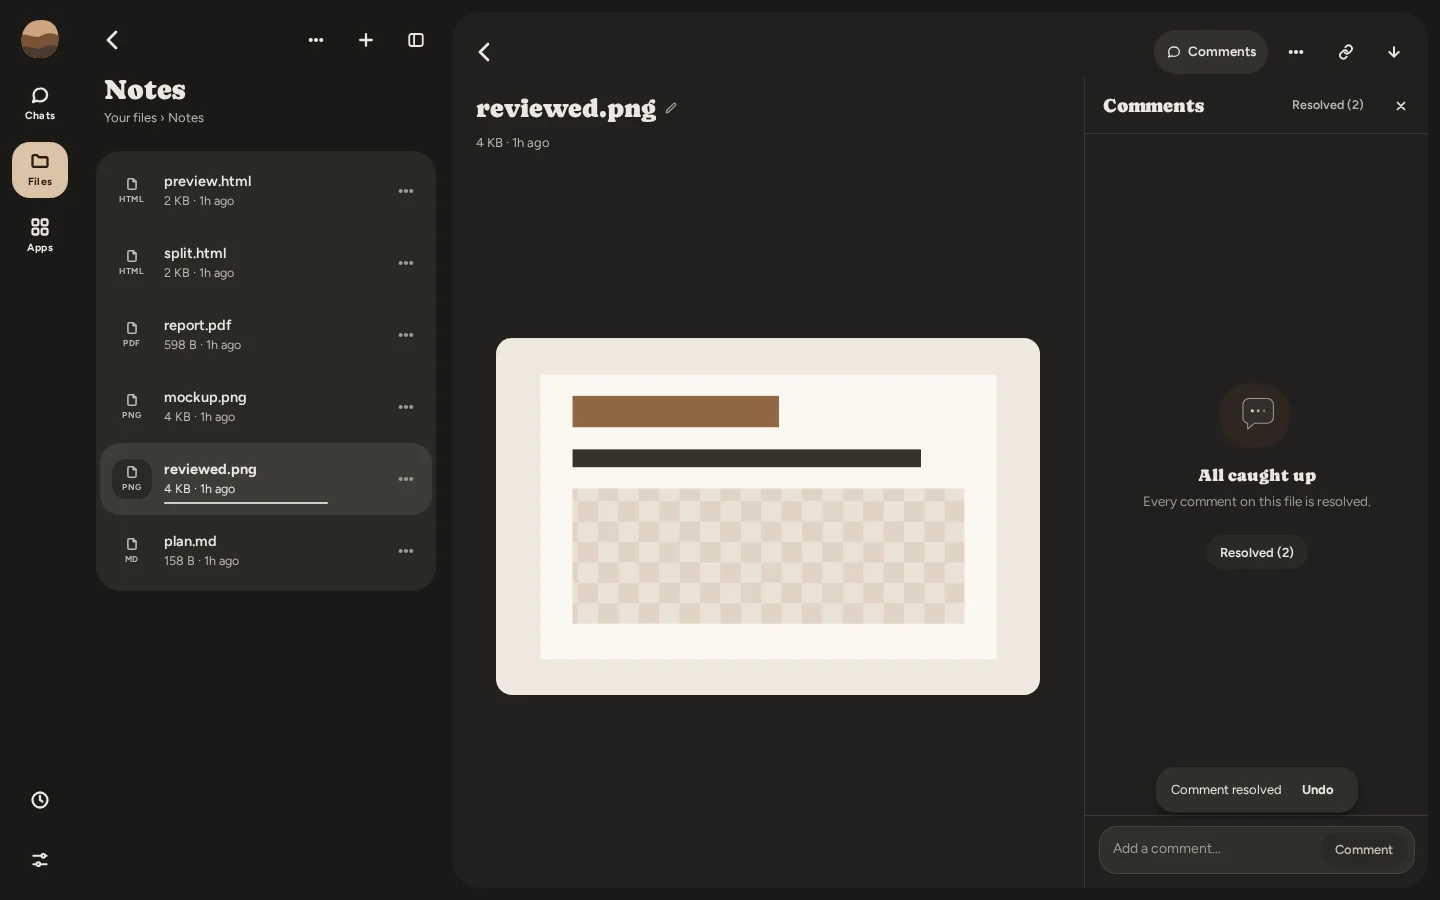 Chats
Files
Apps
Notes
Your files › Notes
HTML
preview.html
2 KB · 1h ago
HTML
split.html
2 KB · 1h ago
PDF
report.pdf
598 B · 1h ago
PNG
mockup.png
4 KB · 1h ago
PNG
reviewed.png
4 KB · 1h ago
MD
plan.md
158 B · 1h ago
Comments
reviewed.png
4 KB · 1h ago
Comments
Resolved (2)
All caught up
Every comment on this file is resolved.
Resolved (2)
Comment resolved Undo
Add a comment... Comment